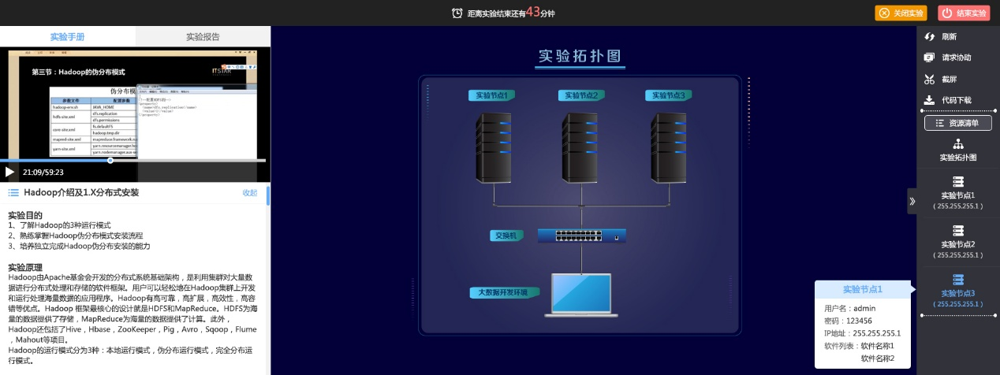 距离实验结束还有43分钟
关闭实验
结束实验
实验手册
实验报告
第三节：Hadoop的伪分布模式
ITSTAR
伪分布模
参数文件
配置参数
hadoop-env.sh
JAVA_HOME
hdfs-site.xml
dfs.replication
dfs.permissions
core-site.xml
fs.defaultFS
hadoop.tmp.dir
mapred-site.xml
mapreduce.framework.na
yarn-site.xml
yarn.resourcemanager.ho
yarn.nodemanager.aux-se
21:09/59:23
Hadoop介绍及1.X分布式安装
收起
实验目的
1、了解Hadoop的3种运行模式
2、熟练掌握Hadoop伪分布模式安装流程
3、培养独立完成Hadoop伪分布安装的能力
实验原理
Hadoop由Apache基金会开发的分布式系统基础架构，是利用集群对大量数
据进行分布式处理和存储的软件框架。用户可以轻松地在Hadoop集群上开发
和运行处理海量数据的应用程序。Hadoop有高可靠，高扩展，高效性，高容
错等优点。Hadoop 框架最核心的设计就是HDFS和MapReduce。HDFS为海
量的数据提供了存储，MapReduce为海量的数据提供了计算。此外，
Hadoop还包括了Hive，Hbase，ZooKeeper，Pig，Avro，Sqoop，Flume
，Mahout等项目。
Hadoop的运行模式分为3种：本地运行模式，伪分布运行模式，完全分布运
行模式。
实验拓扑图
实验节点1
实验节点2
实验节点3
交换机
大数据开发环境
刷新
请求协助
截屏
代码下载
资源清单
实验拓扑图
实验节点1
（255.255.255.1）
实验节点2
（255.255.255.1）
实验节点3
（255.255.255.1）
实验节点1
用户名：admin
密码：123456
IP地址：255.255.255.1
软件列表：软件名称1
软件名称2